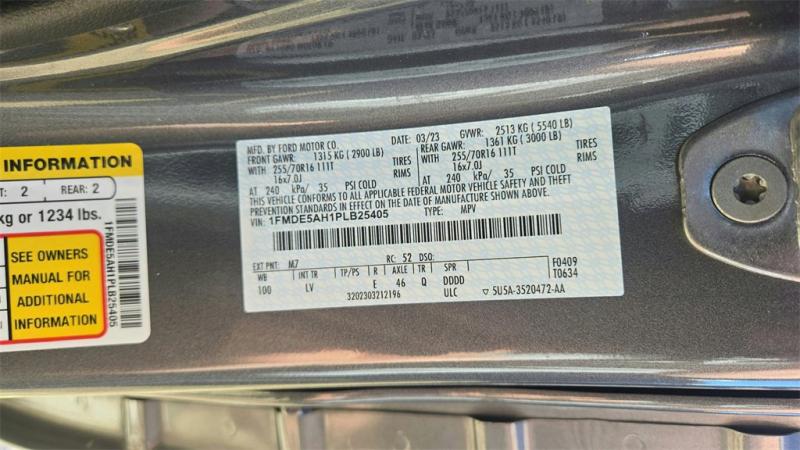 INFORMATION
T: 2 REAR: 2
kg or 1234 lbs.
SEE OWNERS
MANUAL FOR
ADDITIONAL
INFORMATION
1FMDE5AH1PLB25405
MFD. BY FORD MOTOR CO. DATE: 03/23 GVWR: 2513 KG ( 5540 LB)
FRONT GAWR: 1315 KG ( 2900 LB) REAR GAWR: 1361 KG ( 3000 LB)
WITH 255/70R16 111T TIRES WITH 255/70R16 111T TIRES
16x7.0J RIMS 16x7.0J RIMS
AT 240 kPa/ 35 PSI COLD AT 240 kPa/ 35 PSI COLD
THIS VEHICLE CONFORMS TO ALL APPLICABLE FEDERAL MOTOR VEHICLE SAFETY AND THEFT
PREVENTION STANDARDS IN EFFECT ON THE DATE OF MANUFACTURE SHOWN ABOVE.
VIN: 1FMDE5AH1PLB25405 TYPE: MPV
EXT PNT: M7 RC: 52 DSO: F0409
WB INT TR TP/PS R AXLE TR SPR T0634
100 LV E 46 Q DDDD
3202303212196 ULC ▽ 5U5A-3520472-AA